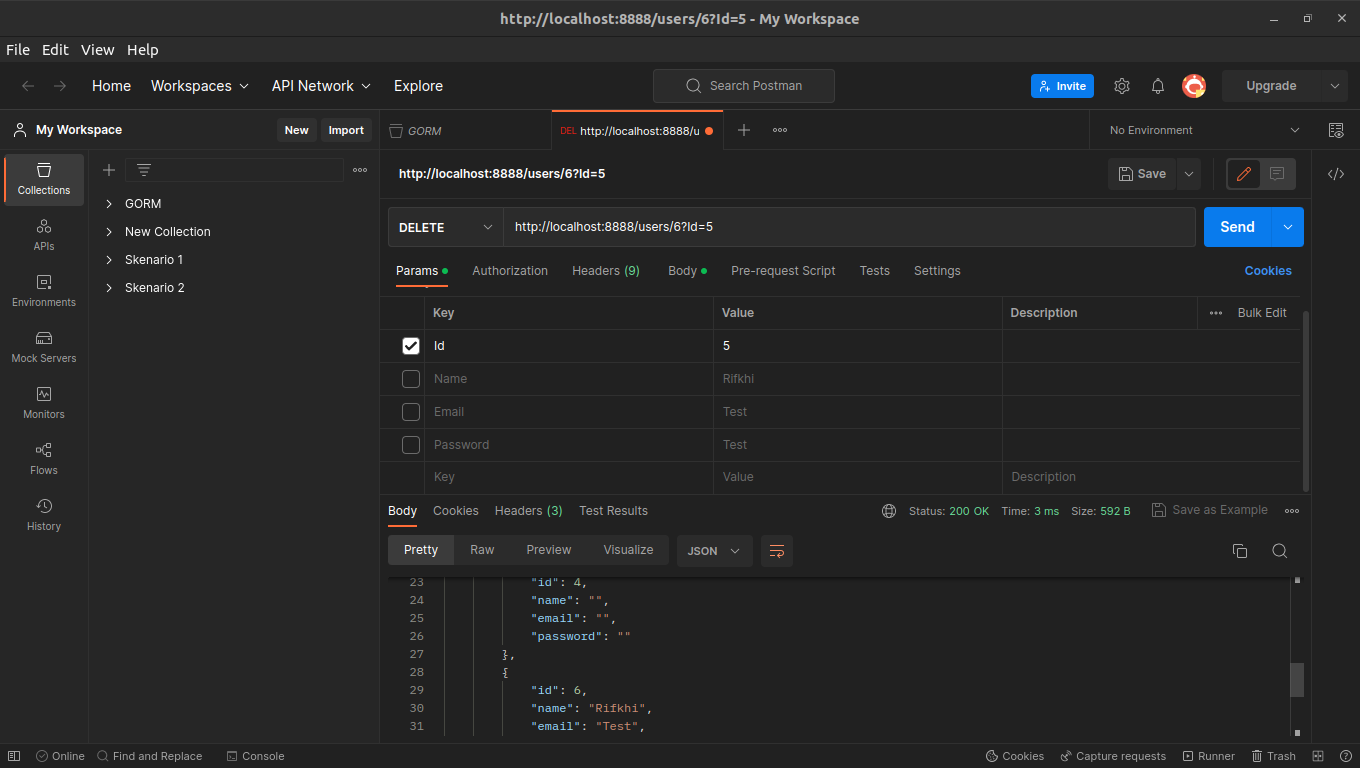 http://localhost:8888/users/6?Id=5 - My Workspace
File Edit View Help
Home Workspaces API Network Explore
Search Postman
Invite
Upgrade
My Workspace
New
Import
GORM
DEL http://localhost:8888/u
No Environment
Collections
APIs
Environments
Mock Servers
Monitors
Flows
History
GORM
New Collection
Skenario 1
Skenario 2
http://localhost:8888/users/6?Id=5
Save
DELETE http://localhost:8888/users/6?Id=5
Send
Params Authorization Headers (9) Body Pre-request Script Tests Settings Cookies
Key Value Description Bulk Edit
Id 5
Name Rifkhi
Email Test
Password Test
Key Value Description
Body Cookies Headers (3) Test Results
Status: 200 OK Time: 3 ms Size: 592 B Save as Example
Pretty Raw Preview Visualize JSON
23 "id": 4,
24 "name": "",
25 "email": "",
26 "password": ""
27 },
28 {
29 "id": 6,
30 "name": "Rifkhi",
31 "email": "Test",
Online Find and Replace Console
Cookies Capture requests Runner Trash